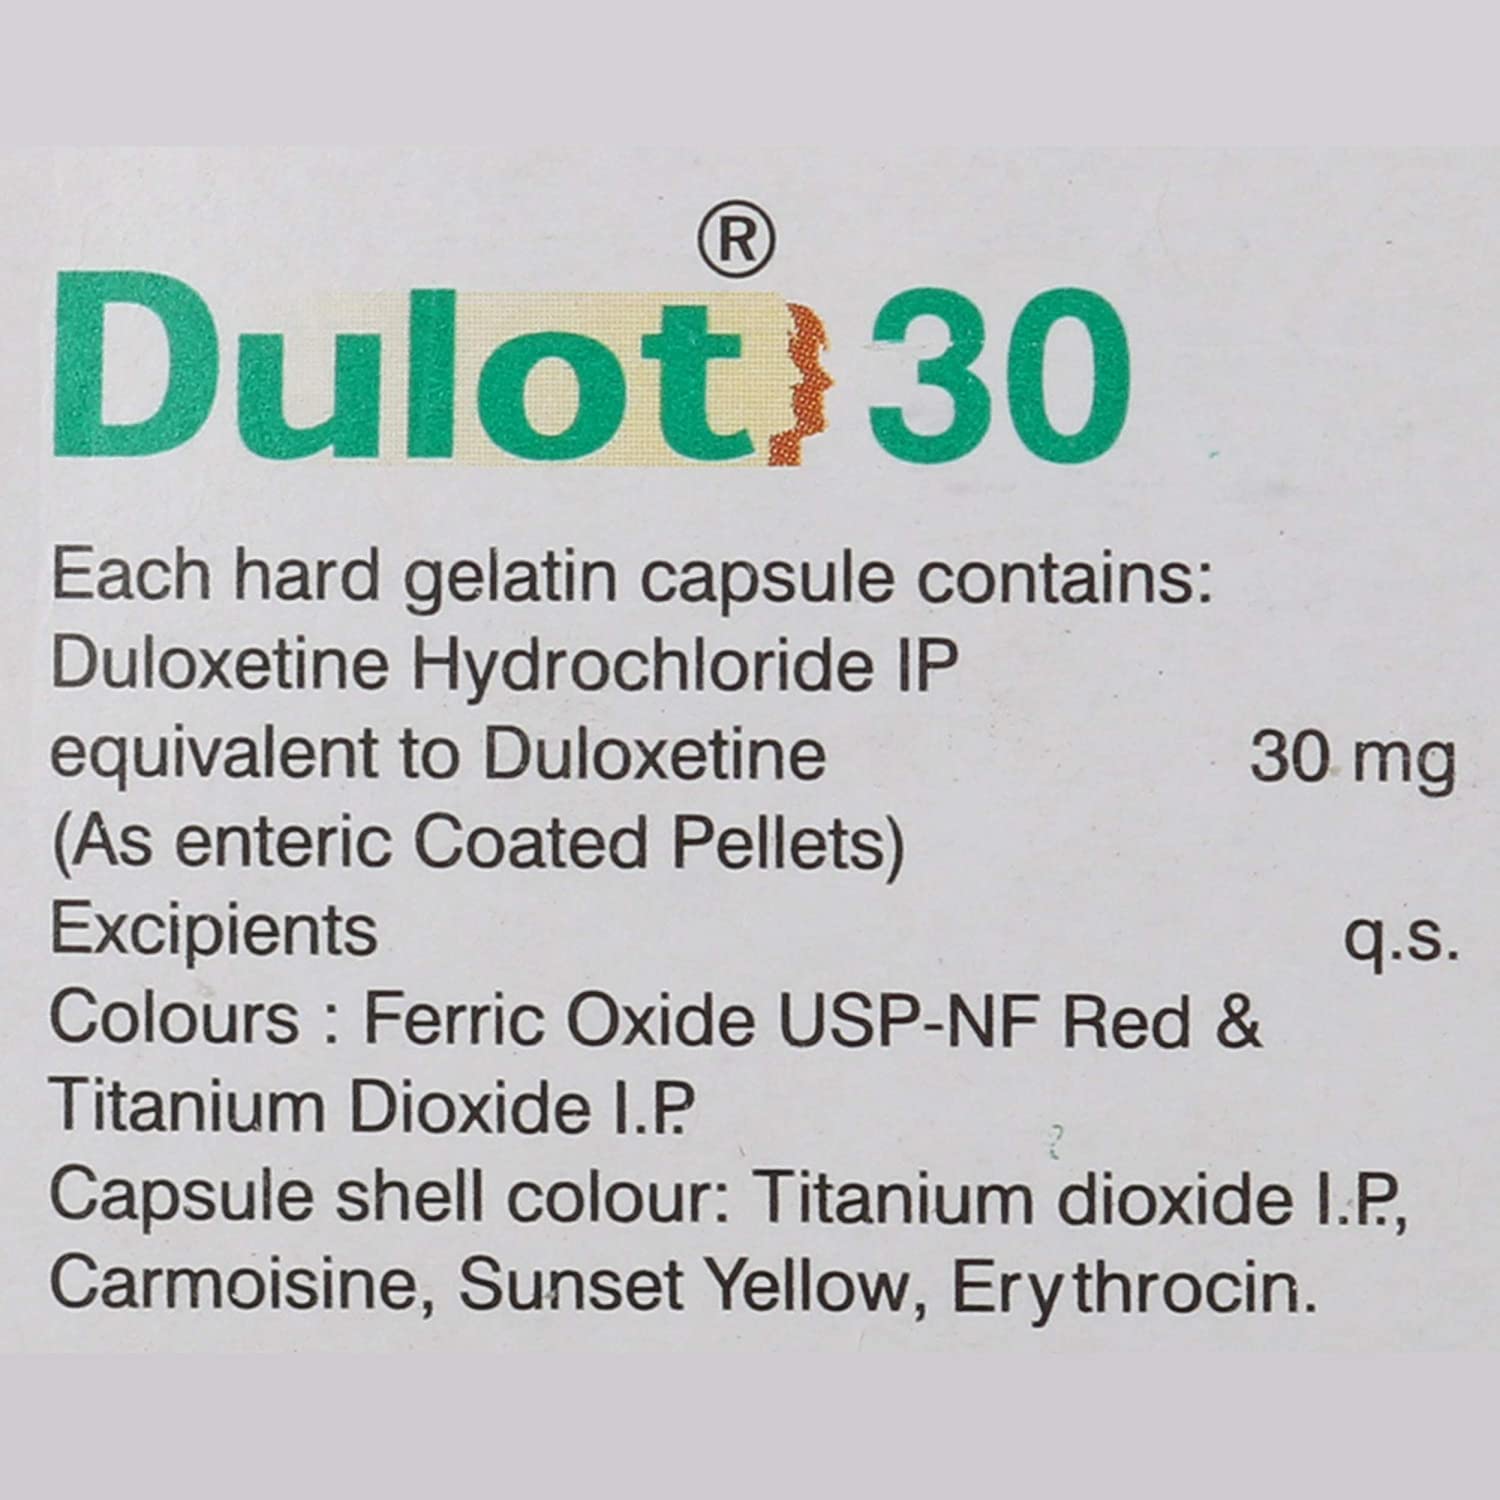 Dulot® 30
Each hard gelatin capsule contains:
Duloxetine Hydrochloride IP
equivalent to Duloxetine 30 mg
(As enteric Coated Pellets)
Excipients q.s.
Colours : Ferric Oxide USP-NF Red &
Titanium Dioxide I.P.
Capsule shell colour: Titanium dioxide I.P.,
Carmoisine, Sunset Yellow, Erythrocin.